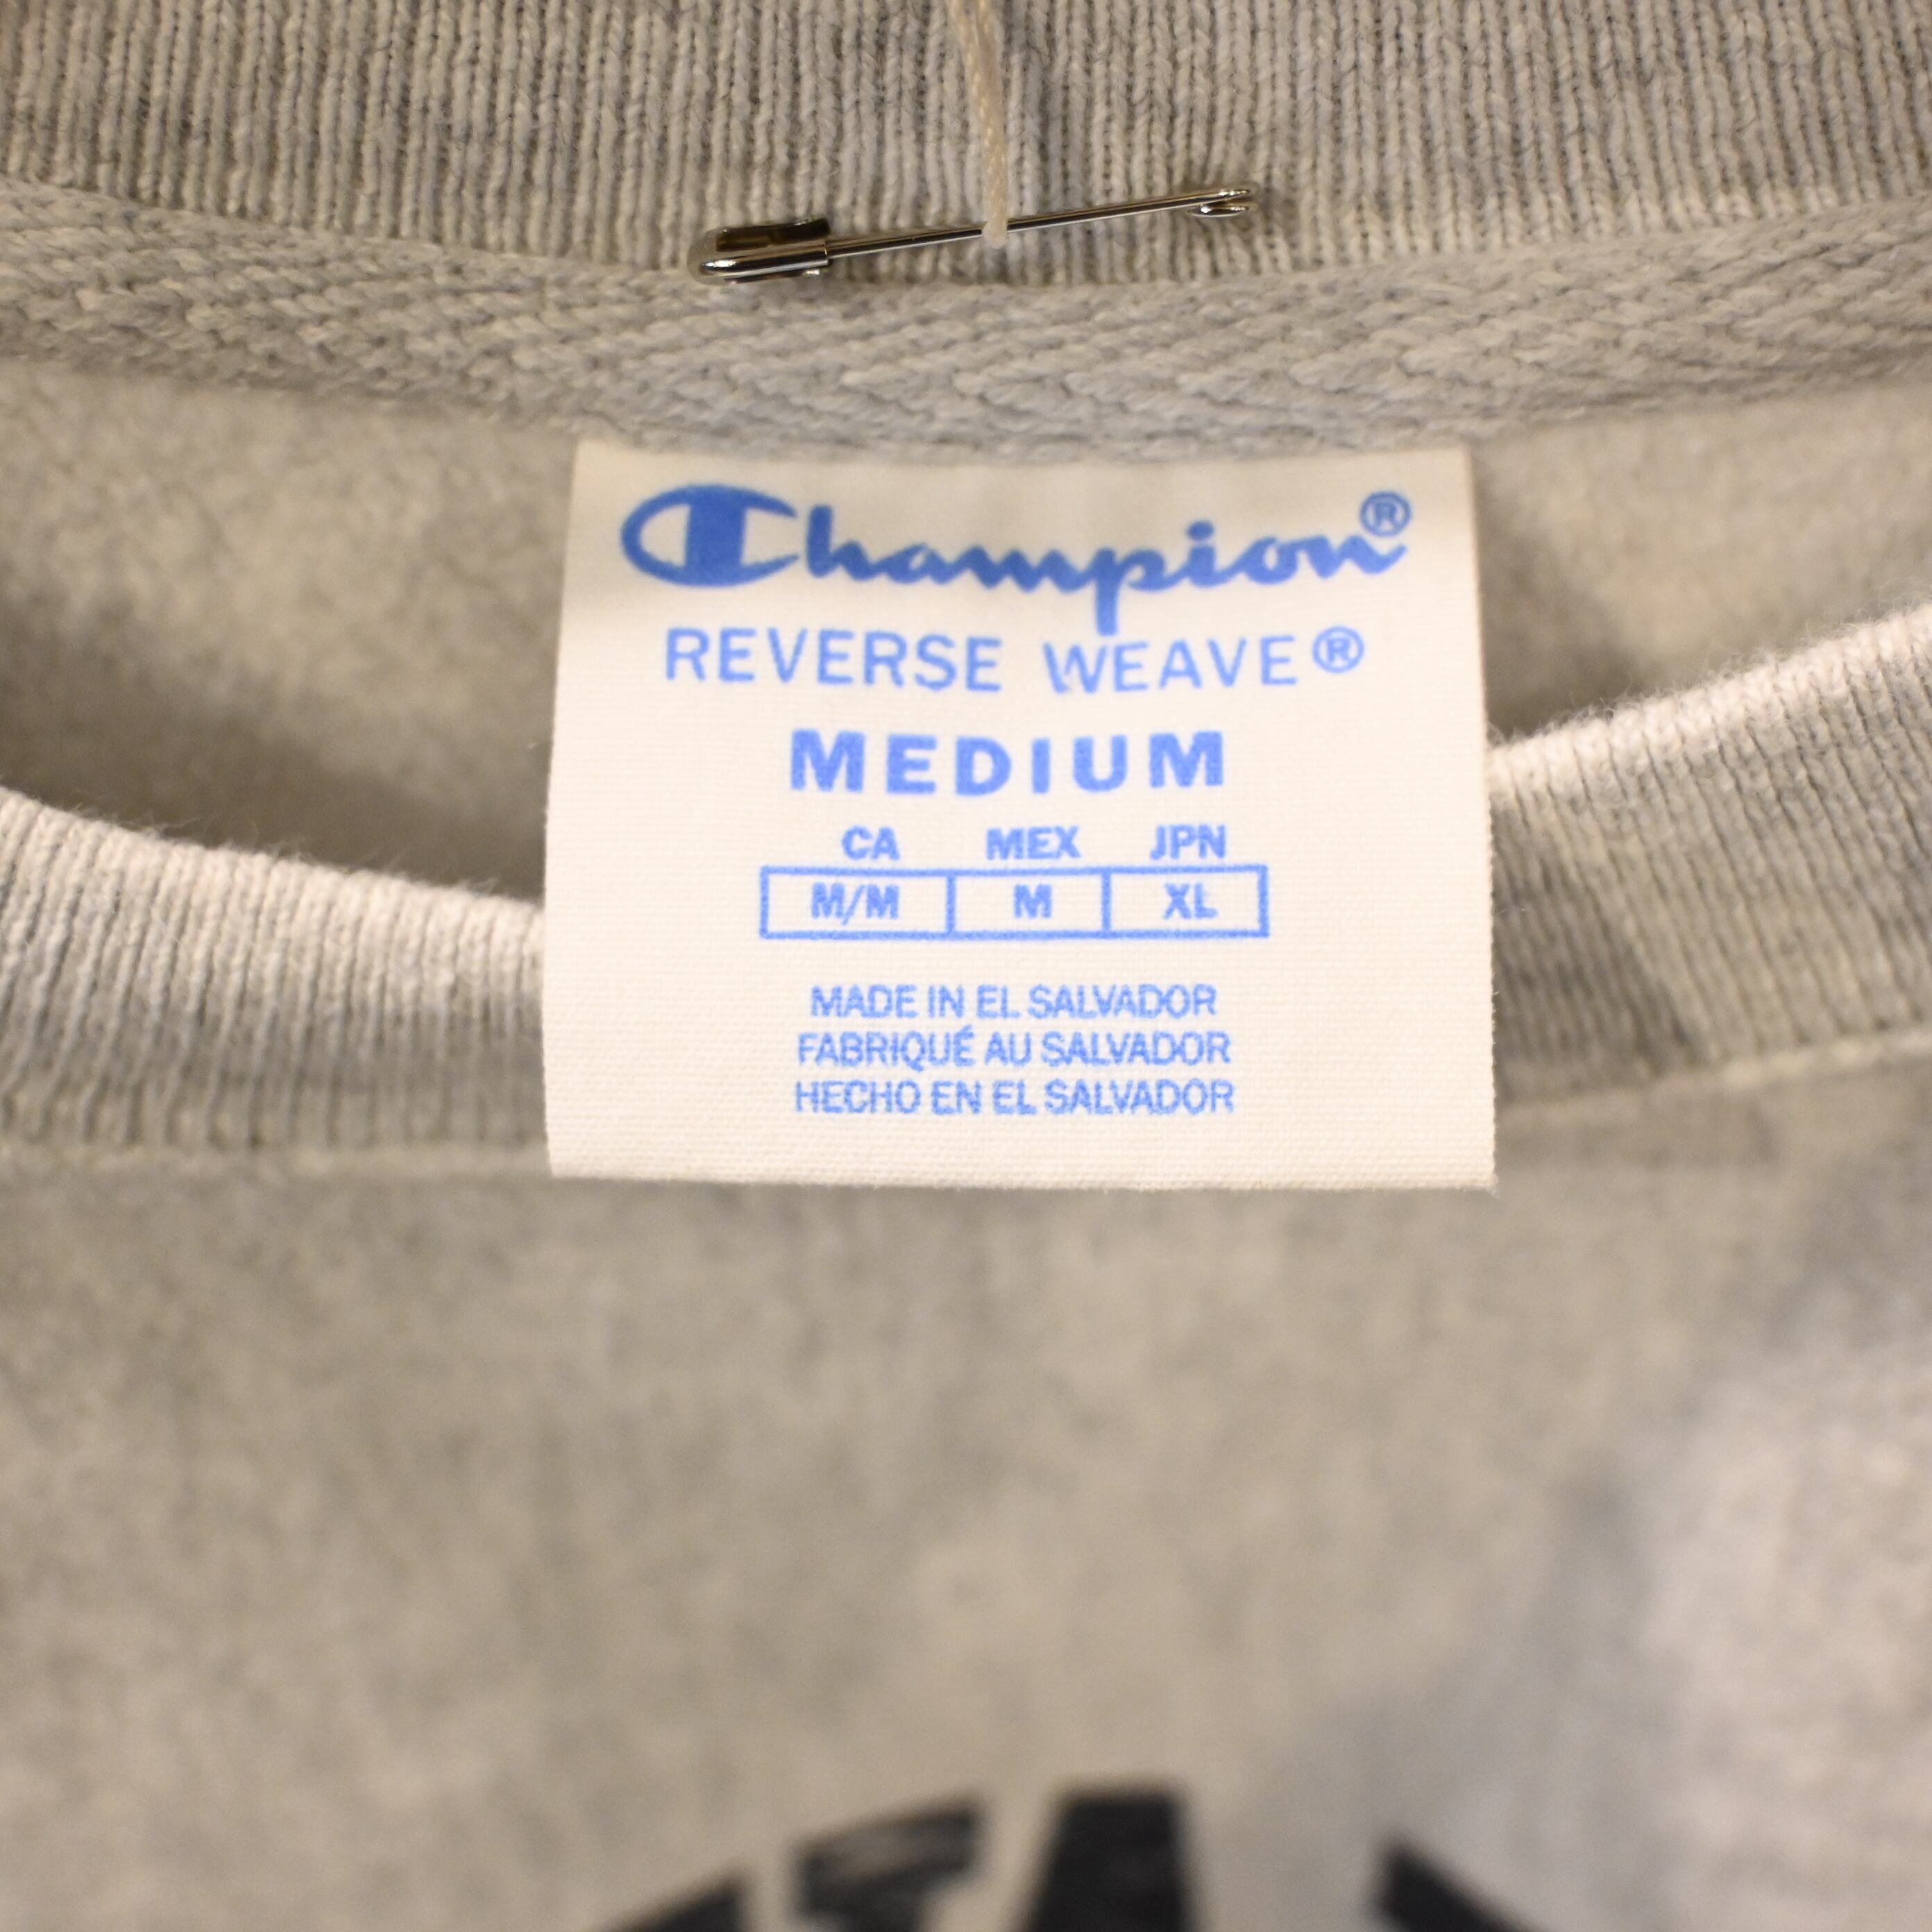 Champion®
REVERSE WEAVE®
MEDIUM
CA MEX JPN
M/M M XL
MADE IN EL SALVADOR
FABRIQUÉ AU SALVADOR
HECHO EN EL SALVADOR